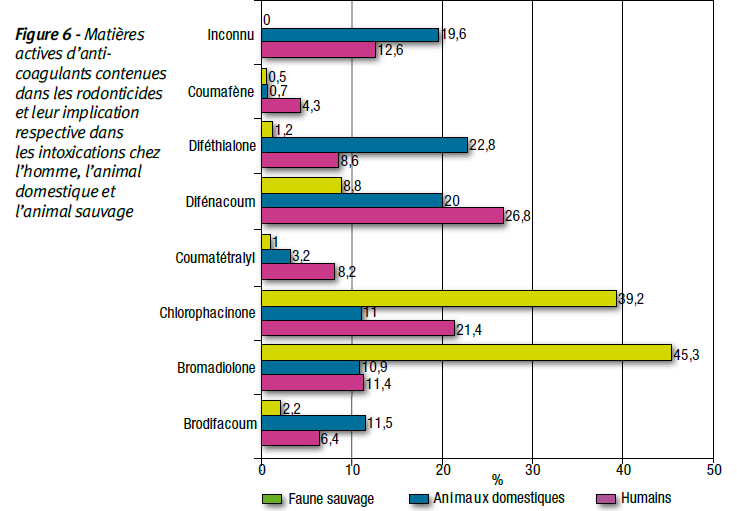 Figure 6 - Matières
actives d'anti-
coagulants contenues
dans les rodonticides
et leur implication
respective dans
les intoxications chez
l'homme, l'animal
domestique et
l'animal sauvage
0
Inconnu
19,6
12,6
0,5
Coumafène
0,7
4,3
1,2
Diféthialone
22,8
8,6
8,8
Difénacoum
20
26,8
1
Coumatétralyl
3,2
8,2
39,2
Chlorophacinone
11
21,4
45,3
Bromadiolone
10,9
11,4
2,2
Brodifacoum
11,5
6,4
0 10 20 30 40 50
%
Faune sauvage Animaux domestiques Humains